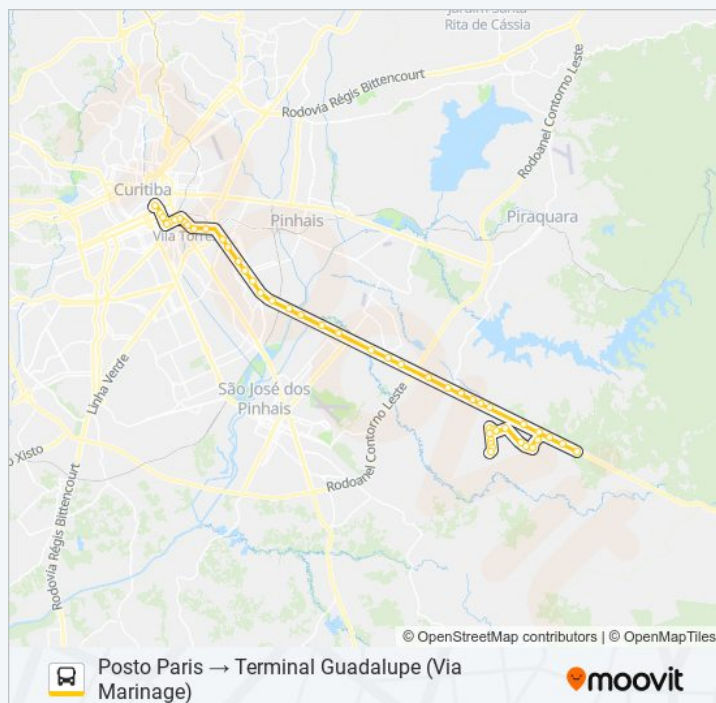 Jardim Santa
Rita de Cássia
Rodovia Régis Bittencourt
Rodoanel Contorno Leste
Curitiba
Pinhais
Piraquara
Vila Torres
Linha Verde
São José dos
Pinhais
Rodoanel Contorno Leste
o Xisto
Rodoanel Contorno Leste
Rodovia Régis Bittencourt
© OpenStreetMap contributors | © OpenMapTiles
Posto Paris → Terminal Guadalupe (Via
Marinage)
moovit